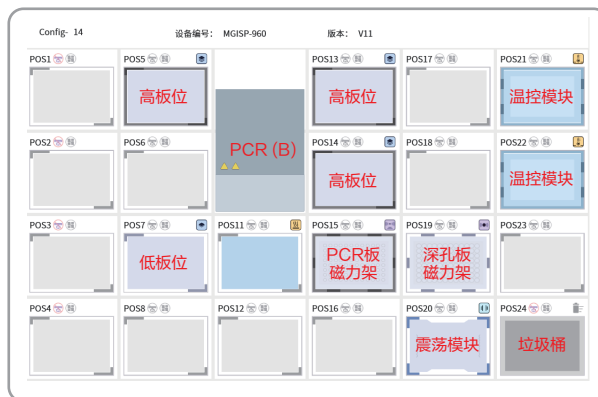 Config- 14 设备编号： MGISP-960 版本： V11
POS1 POS5 POS13 POS17 POS21
高板位 PCR (B) 高板位 温控模块
POS2 POS6 POS14 POS18 POS22
高板位 温控模块
POS3 POS7 POS11 POS15 POS19 POS23
低板位 PCR板 深孔板
磁力架 磁力架
POS4 POS8 POS12 POS16 POS20 POS24
震荡模块 垃圾桶